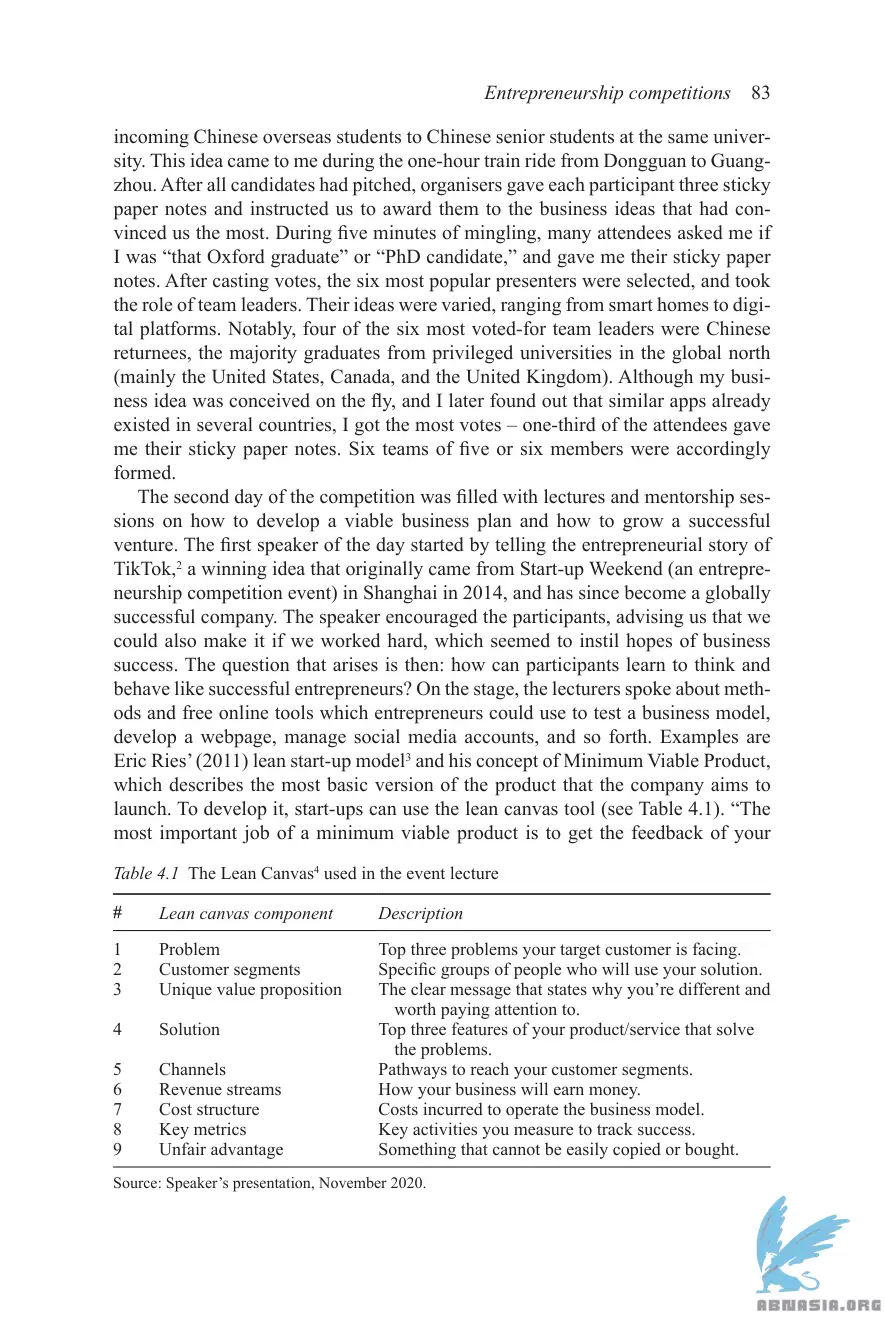 Entrepreneurship competitions 83
incoming Chinese overseas students to Chinese senior students at the same univer-
sity. This idea came to me during the one-hour train ride from Dongguan to Guang-
zhou. After all candidates had pitched, organisers gave each participant three sticky
paper notes and instructed us to award them to the business ideas that had con-
vinced us the most. During five minutes of mingling, many attendees asked me if
I was “that Oxford graduate” or “PhD candidate,” and gave me their sticky paper
notes. After casting votes, the six most popular presenters were selected, and took
the role of team leaders. Their ideas were varied, ranging from smart homes to digi-
tal platforms. Notably, four of the six most voted-for team leaders were Chinese
returnees, the majority graduates from privileged universities in the global north
(mainly the United States, Canada, and the United Kingdom). Although my busi-
ness idea was conceived on the fly, and I later found out that similar apps already
existed in several countries, I got the most votes – one-third of the attendees gave
me their sticky paper notes. Six teams of five or six members were accordingly
formed.
The second day of the competition was filled with lectures and mentorship ses-
sions on how to develop a viable business plan and how to grow a successful
venture. The first speaker of the day started by telling the entrepreneurial story of
TikTok,² a winning idea that originally came from Start-up Weekend (an entrepre-
neurship competition event) in Shanghai in 2014, and has since become a globally
successful company. The speaker encouraged the participants, advising us that we
could also make it if we worked hard, which seemed to instil hopes of business
success. The question that arises is then: how can participants learn to think and
behave like successful entrepreneurs? On the stage, the lecturers spoke about meth-
ods and free online tools which entrepreneurs could use to test a business model,
develop a webpage, manage social media accounts, and so forth. Examples are
Eric Ries’ (2011) lean start-up model³ and his concept of Minimum Viable Product,
which describes the most basic version of the product that the company aims to
launch. To develop it, start-ups can use the lean canvas tool (see Table 4.1). “The
most important job of a minimum viable product is to get the feedback of your
Table 4.1 The Lean Canvas⁴ used in the event lecture
# Lean canvas component Description
1 Problem Top three problems your target customer is facing.
2 Customer segments Specific groups of people who will use your solution.
3 Unique value proposition The clear message that states why you’re different and
worth paying attention to.
4 Solution Top three features of your product/service that solve
the problems.
5 Channels Pathways to reach your customer segments.
6 Revenue streams How your business will earn money.
7 Cost structure Costs incurred to operate the business model.
8 Key metrics Key activities you measure to track success.
9 Unfair advantage Something that cannot be easily copied or bought.
Source: Speaker’s presentation, November 2020.
ABNASIA.ORG